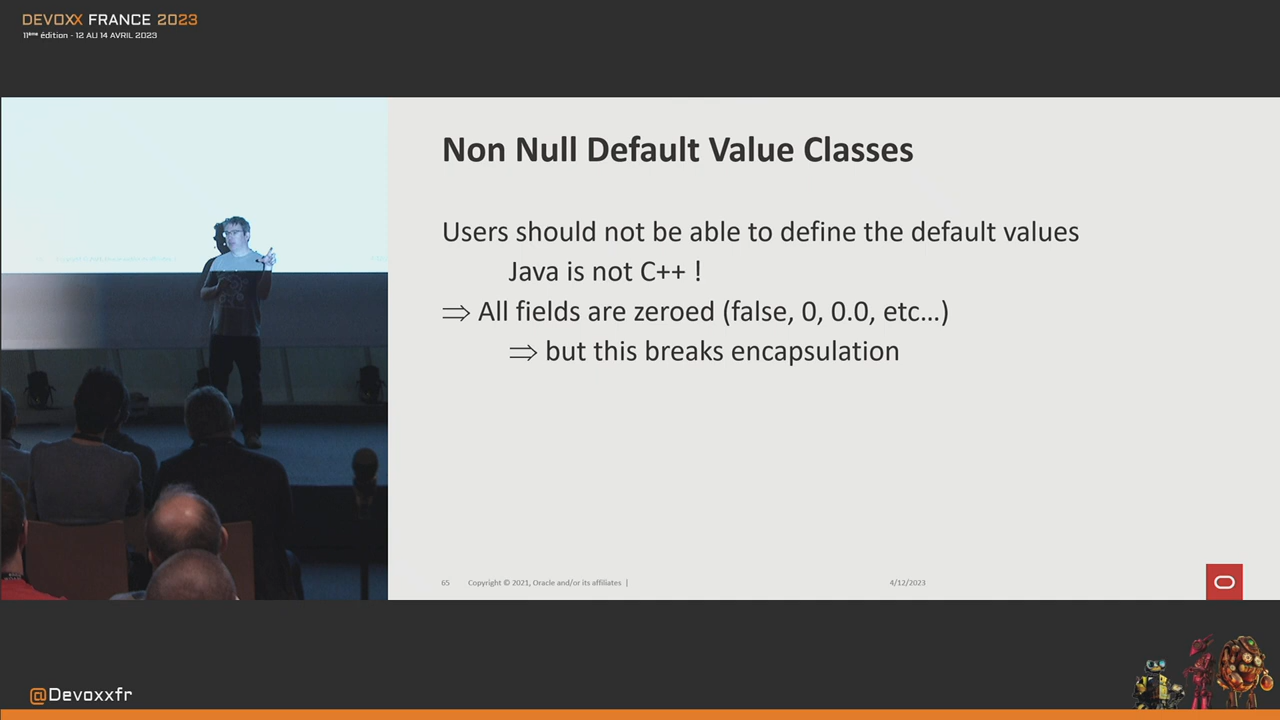 DEVOXX FRANCE 2023
11ème édition - 12 AU 14 AVRIL 2023
Non Null Default Value Classes
Users should not be able to define the default values
Java is not C++ !
⇒ All fields are zeroed (false, 0, 0.0, etc…)
⇒ but this breaks encapsulation
65 Copyright © 2021, Oracle and/or its affiliates | 4/12/2023
@Devoxxfr